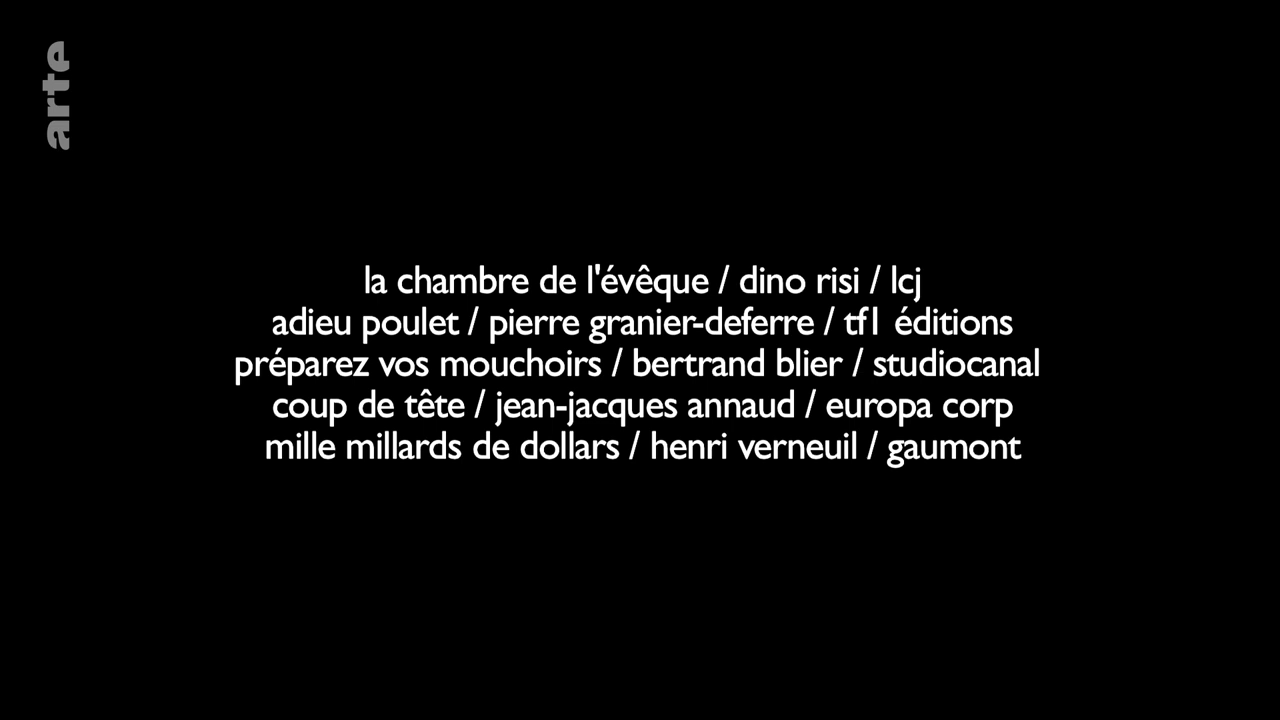 arte
la chambre de l'évêque / dino risi / lcj
adieu poulet / pierre granier-deferre / tf1 éditions
préparez vos mouchoirs / bertrand blier / studiocanal
coup de tête / jean-jacques annaud / europa corp
mille millards de dollars / henri verneuil / gaumont